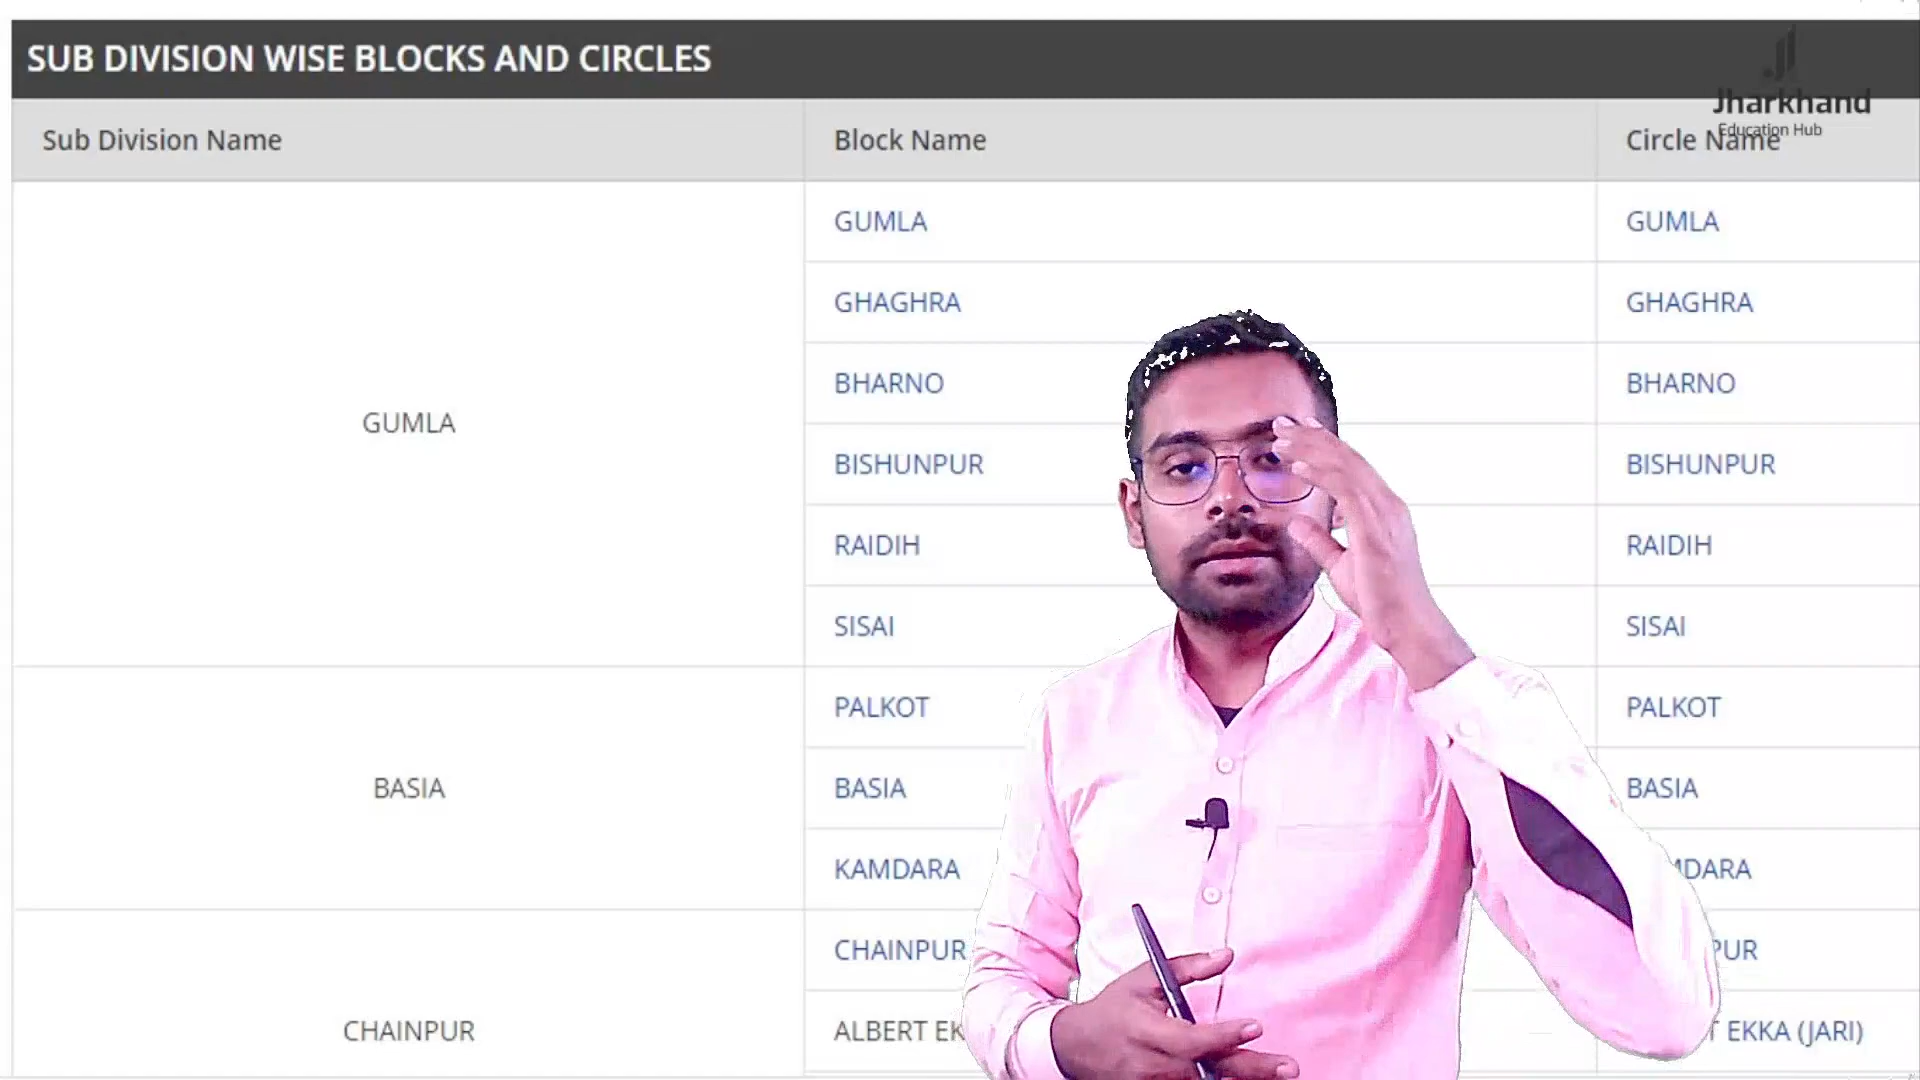 SUB DIVISION WISE BLOCKS AND CIRCLES
Jharkhand
Education Hub
Sub Division Name Block Name Circle Name
GUMLA GUMLA
GHAGHRA GHAGHRA
BHARNO BHARNO
GUMLA
BISHUNPUR BISHUNPUR
RAIDIH RAIDIH
SISAI SISAI
PALKOT PALKOT
BASIA BASIA BASIA
KAMDARA
CHAINPUR
CHAINPUR ALBERT EKKA (JARI)